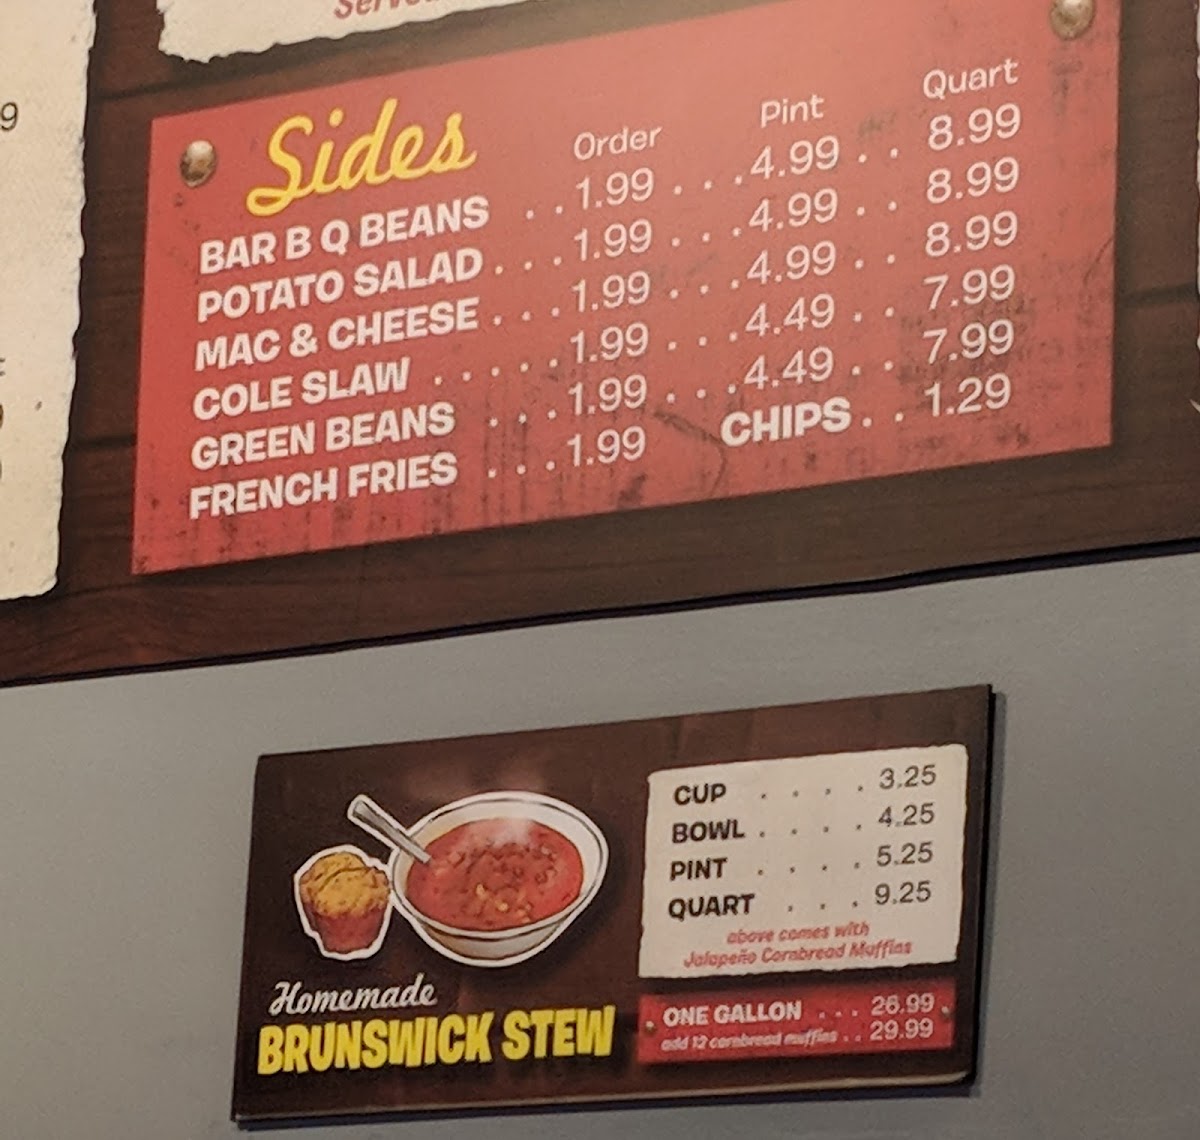 Sides Order Pint Quart
BAR B Q BEANS . . 1.99 . . . 4.99 . . 8.99
POTATO SALAD . . . 1.99 . . . 4.99 . . 8.99
MAC & CHEESE . . . 1.99 . . . 4.99 . . 8.99
COLE SLAW . . . . . 1.99 . . . 4.49 . . 7.99
GREEN BEANS . . . 1.99 . . . 4.49 . . 7.99
FRENCH FRIES . . . 1.99 CHIPS . . 1.29
CUP . . . . 3.25
BOWL . . . . 4.25
PINT . . . . 5.25
QUART . . . 9.25
above comes with
Jalapeño Cornbread Muffins
Homemade
BRUNSWICK STEW
ONE GALLON . . . 26.99
add 12 cornbread muffins . . 29.99